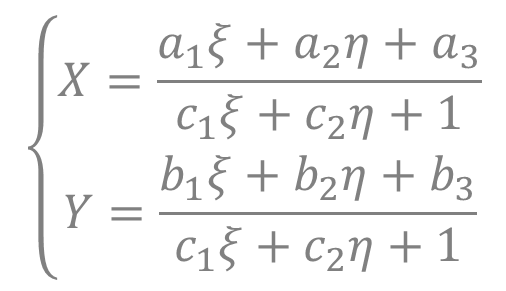 X = (a₁ξ + a₂η + a₃) / (c₁ξ + c₂η + 1)
Y = (b₁ξ + b₂η + b₃) / (c₁ξ + c₂η + 1)